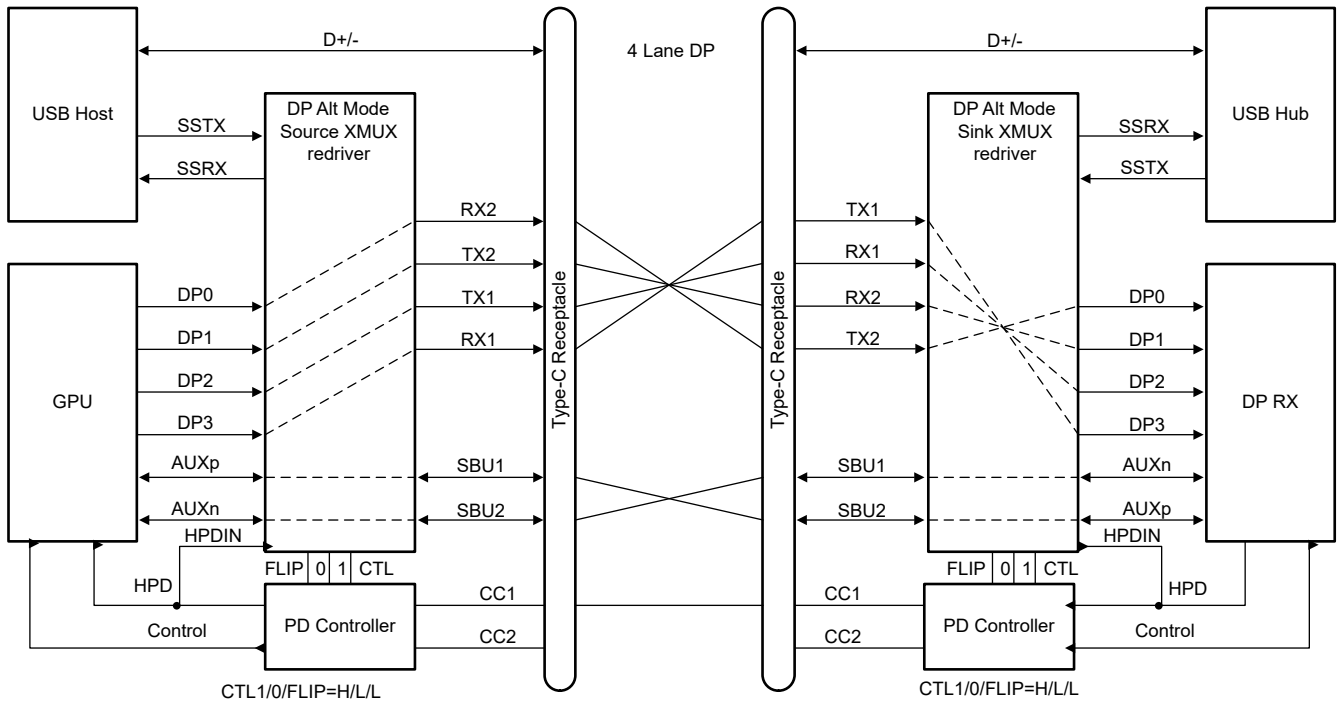 D+/-
4 Lane DP
D+/-
USB Host
DP Alt Mode
Source XMUX
redriver
DP Alt Mode
Sink XMUX
redriver
USB Hub
SSTX
SSRX
SSRX
SSTX
RX2
TX2
TX1
RX1
TX1
RX1
RX2
TX2
GPU
DP0
DP1
DP2
DP3
AUXp
AUXn
SBU1
SBU2
Type-C Receptacle
Type-C Receptacle
SBU1
SBU2
DP0
DP1
DP2
DP3
AUXn
AUXp
DP RX
HPDIN
HPDIN
FLIP 0 1 CTL
FLIP 0 1 CTL
HPD
CC1
CC1
HPD
PD Controller
PD Controller
Control
CC2
CC2
Control
CTL1/0/FLIP=H/L/L
CTL1/0/FLIP=H/L/L